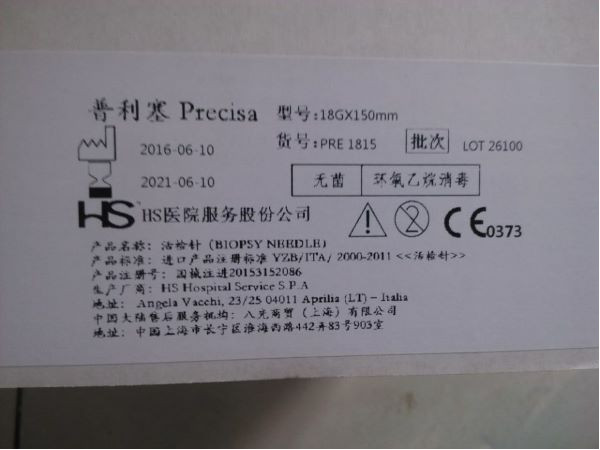 普利塞 Precisa 型号:18GX150mm
2016-06-10 货号:PRE 1815 批次 LOT 26100
2021-06-10 无菌 环氧乙烷消毒
HS HS医院服务股份公司 CE0373
产品名称: 活检针 (BIOPSY NEEDLE)
产品标准: 进口产品注册标准 YZB/ITA/ 2000-2011 <<活检针>>
产品注册号: 国械注进20153152086
生产厂商: HS Hospital Service S.P.A
地址: Angela Vacchi, 23/25 04011 Aprilia (LT) - Italia
中国大陆售后服务机构: 八光商贸 (上海) 有限公司
地址: 中国上海市长宁区淮海西路442弄83号903室